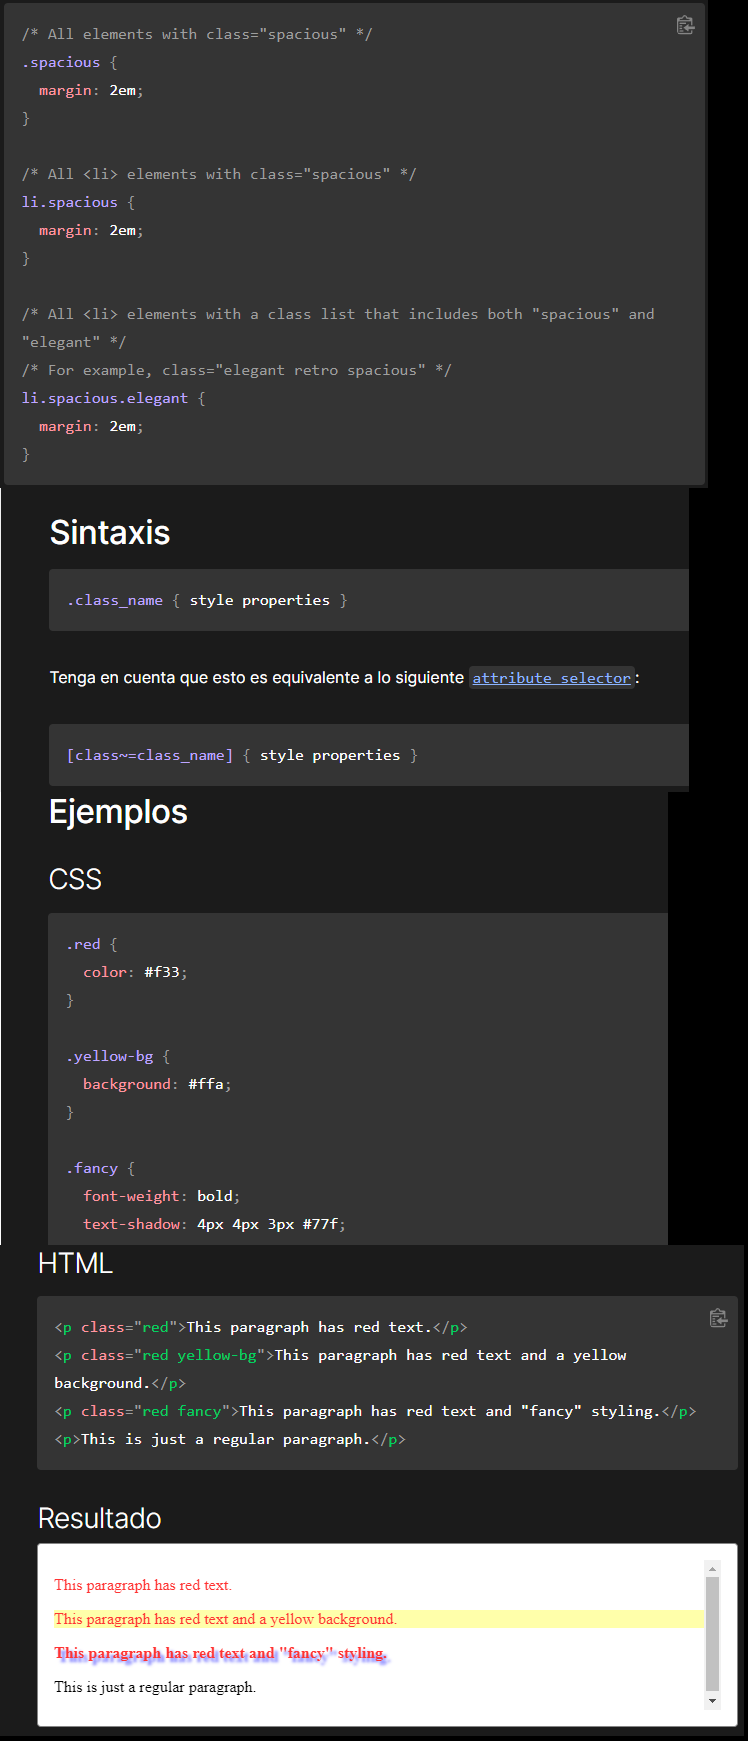 /* All elements with class="spacious" */
.spacious {
  margin: 2em;
}

/* All <li> elements with class="spacious" */
li.spacious {
  margin: 2em;
}

/* All <li> elements with a class list that includes both "spacious" and
"elegant" */
/* For example, class="elegant retro spacious" */
li.spacious.elegant {
  margin: 2em;
}
Sintaxis
.class_name { style properties }
Tenga en cuenta que esto es equivalente a lo siguiente attribute selector:
[class~=class_name] { style properties }
Ejemplos
CSS
.red {
  color: #f33;
}

.yellow-bg {
  background: #ffa;
}

.fancy {
  font-weight: bold;
  text-shadow: 4px 4px 3px #77f;
HTML
<p class="red">This paragraph has red text.</p>
<p class="red yellow-bg">This paragraph has red text and a yellow
background.</p>
<p class="red fancy">This paragraph has red text and "fancy" styling.</p>
<p>This is just a regular paragraph.</p>
Resultado
This paragraph has red text.
This paragraph has red text and a yellow background.
This paragraph has red text and "fancy" styling.
This is just a regular paragraph.